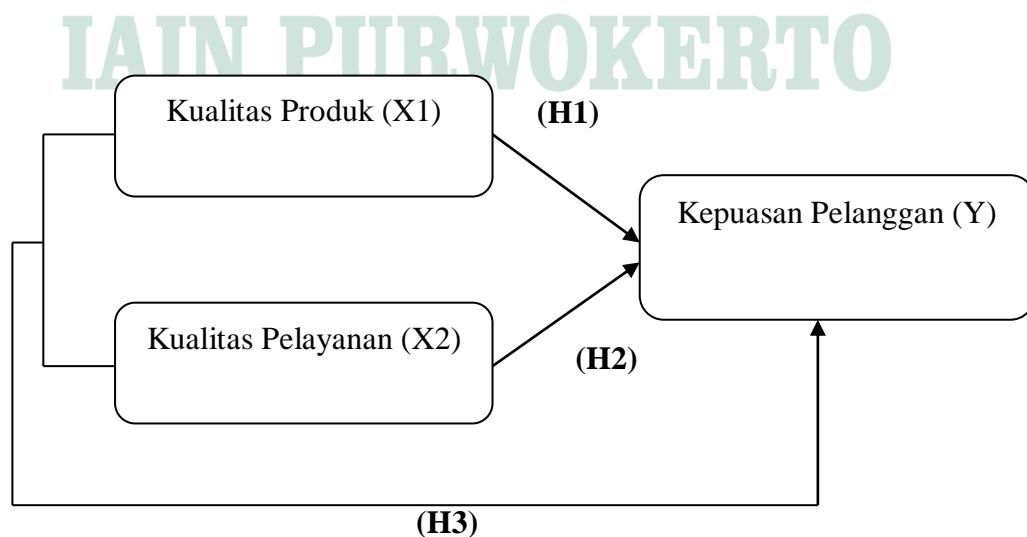 IAIN PURWOKERTO
Kualitas Produk (X1)
(H1)
Kepuasan Pelanggan (Y)
Kualitas Pelayanan (X2)
(H2)
(H3)